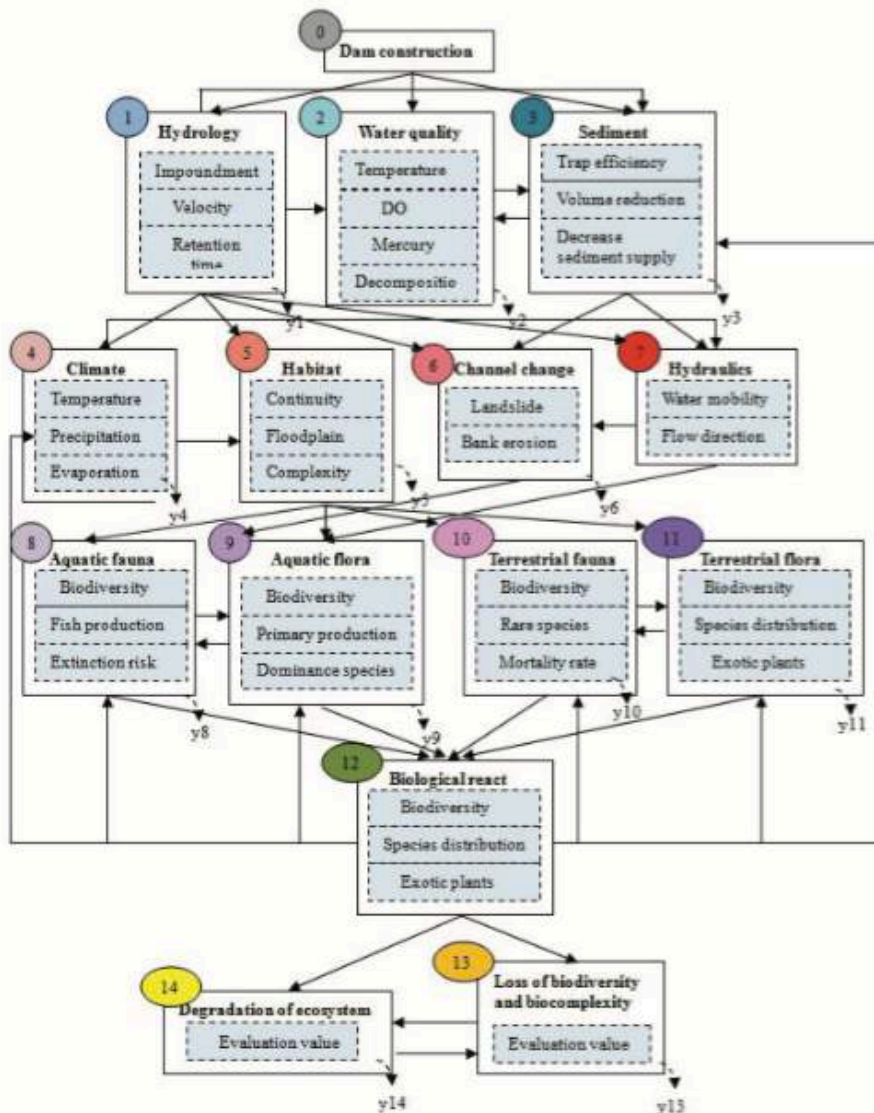 0
Dam construction
1
Hydrology
Impoundment
Velocity
Retention
time
y1
2
Water quality
Temperature
DO
Mercury
Decompositio
y2
3
Sediment
Trap efficiency
Volume reduction
Decrease
sediment supply
y3
4
Climate
Temperature
Precipitation
Evaporation
y4
5
Habitat
Continuity
Floodplain
Complexity
y5
6
Channel change
Landslide
Bank erosion
y6
7
Hydraulics
Water mobility
Flow direction
8
Aquatic fauna
Biodiversity
Fish production
Extinction risk
y8
9
Aquatic flora
Biodiversity
Primary production
Dominance species
y9
10
Terrestrial fauna
Biodiversity
Rare species
Mortality rate
y10
11
Terrestrial flora
Biodiversity
Species distribution
Exotic plants
y11
12
Biological react
Biodiversity
Species distribution
Exotic plants
14
Degradation of ecosystem
Evaluation value
y14
13
Loss of biodiversity
and biocomplexity
Evaluation value
y13